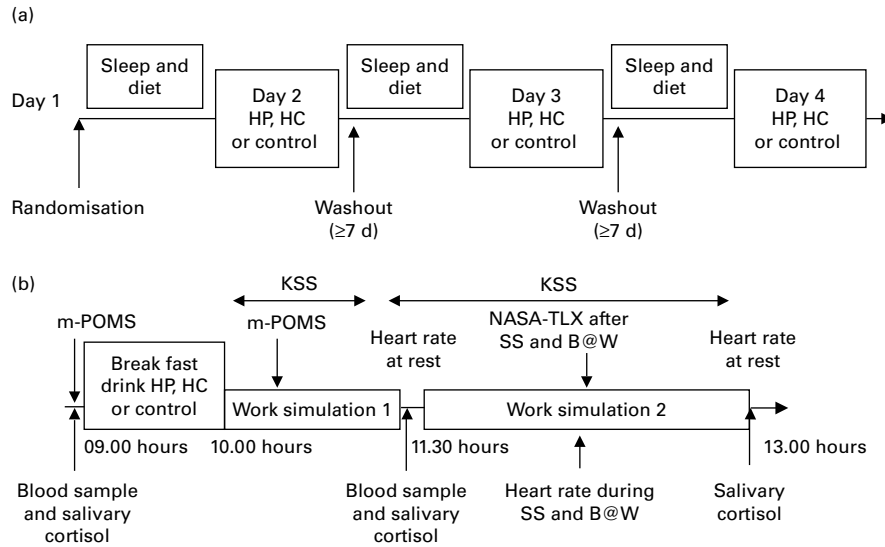 (a)
Sleep and
diet
Sleep and
diet
Sleep and
diet
Day 1
Day 2
HP, HC
or control
Day 3
HP, HC
or control
Day 4
HP, HC
or control
Randomisation
Washout
(≥7 d)
Washout
(≥7 d)
(b)
KSS
KSS
m-POMS
m-POMS
Heart rate
at rest
NASA-TLX after
SS and B@W
Heart rate
at rest
Break fast
drink HP, HC
or control
Work simulation 1
Work simulation 2
09.00 hours
10.00 hours
11.30 hours
13.00 hours
Blood sample
and salivary
cortisol
Blood sample
and salivary
cortisol
Heart rate during
SS and B@W
Salivary
cortisol